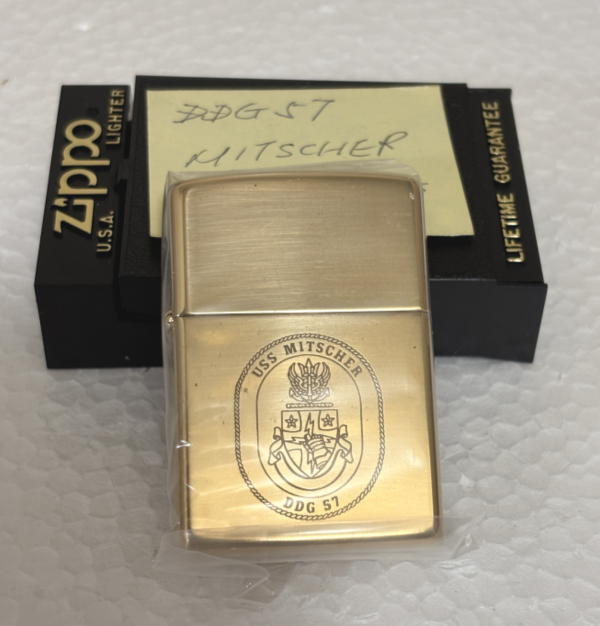 Zippo
LIGHTER
U.S.A.
DDG 57
MITSCHER
LIFETIME GUARANTEE
USS MITSCHER
DDG 57